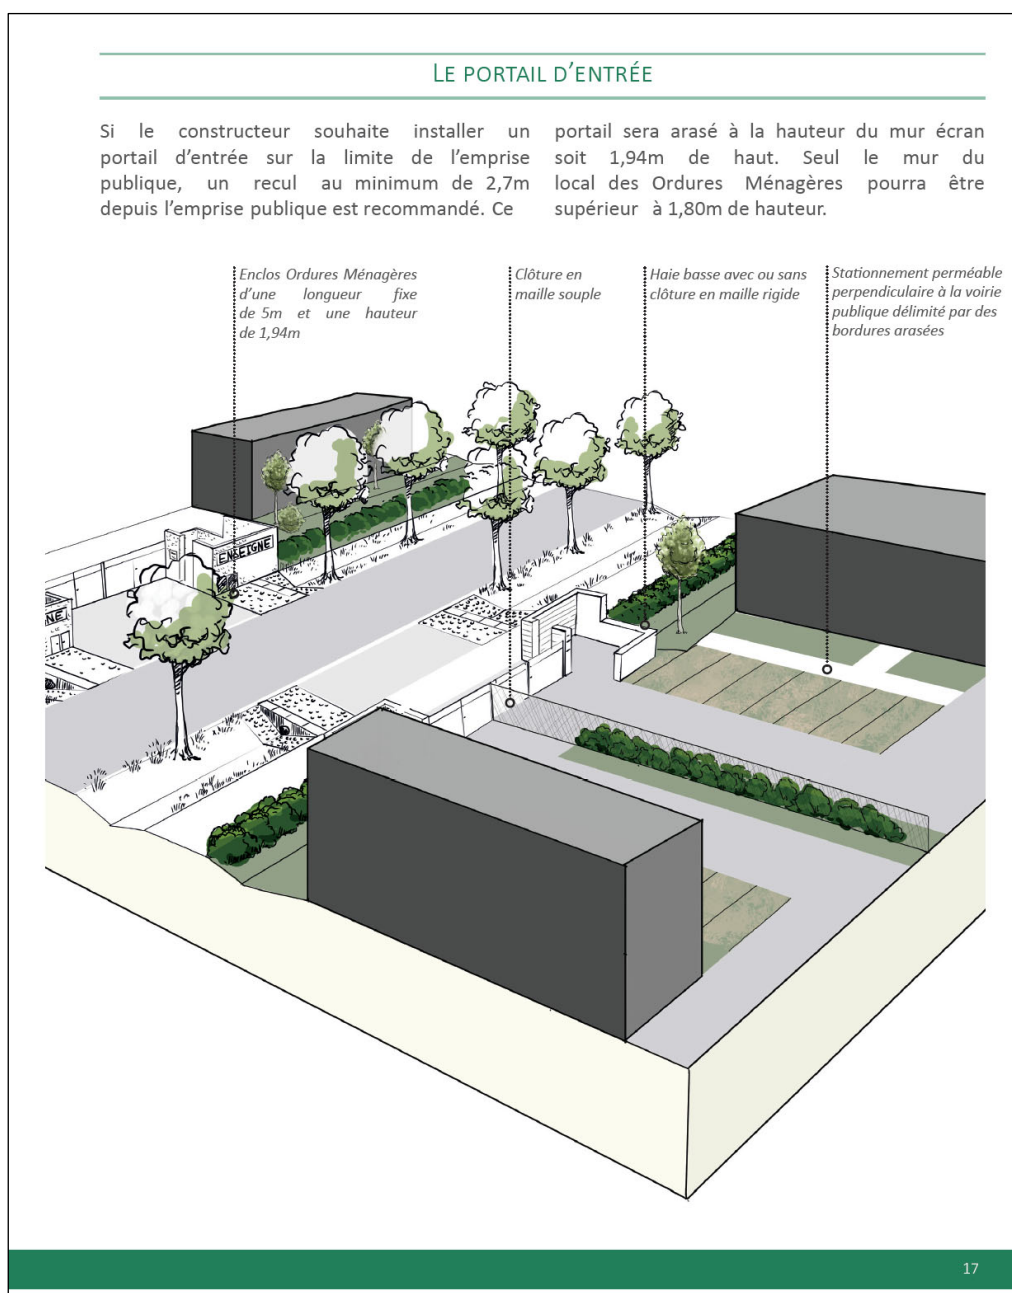 LE PORTAIL D'ENTRÉE
Si le constructeur souhaite installer un
portail d'entrée sur la limite de l'emprise
publique, un recul au minimum de 2,7m
depuis l'emprise publique est recommandé. Ce
portail sera arasé à la hauteur du mur écran
soit 1,94m de haut. Seul le mur du
local des Ordures Ménagères pourra être
supérieur à 1,80m de hauteur.
Enclos Ordures Ménagères
d'une longueur fixe
de 5m et une hauteur
de 1,94m
Clôture en
maille souple
Haie basse avec ou sans
clôture en maille rigide
Stationnement perméable
perpendiculaire à la voirie
publique délimité par des
bordures arasées
ENSEIGNE
NE
17